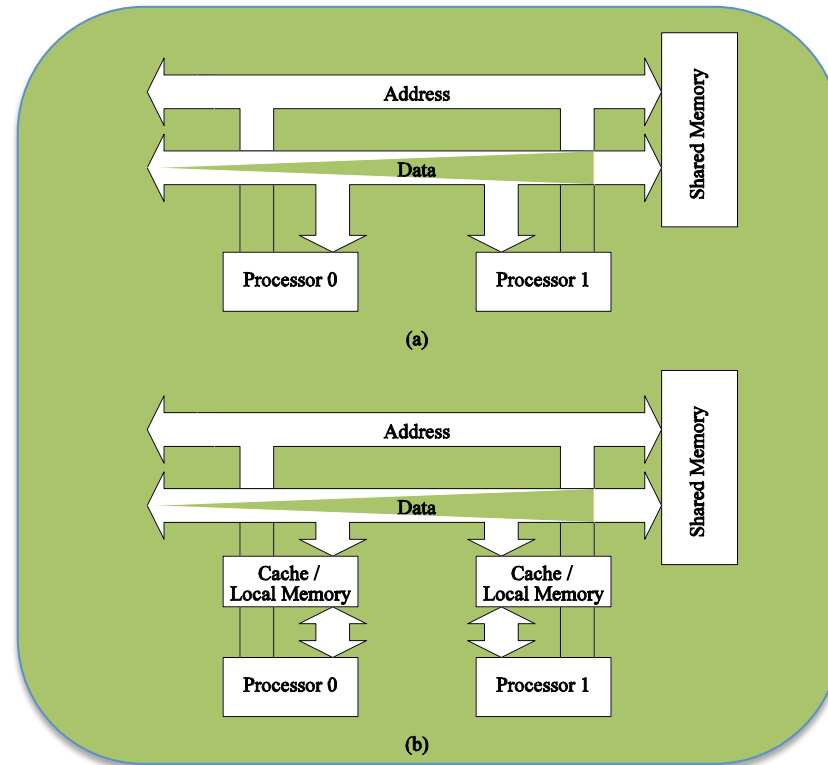 Address
Shared Memory
Data
Processor 0
Processor 1
(a)
Address
Shared Memory
Data
Cache /
Local Memory
Cache /
Local Memory
Processor 0
Processor 1
(b)